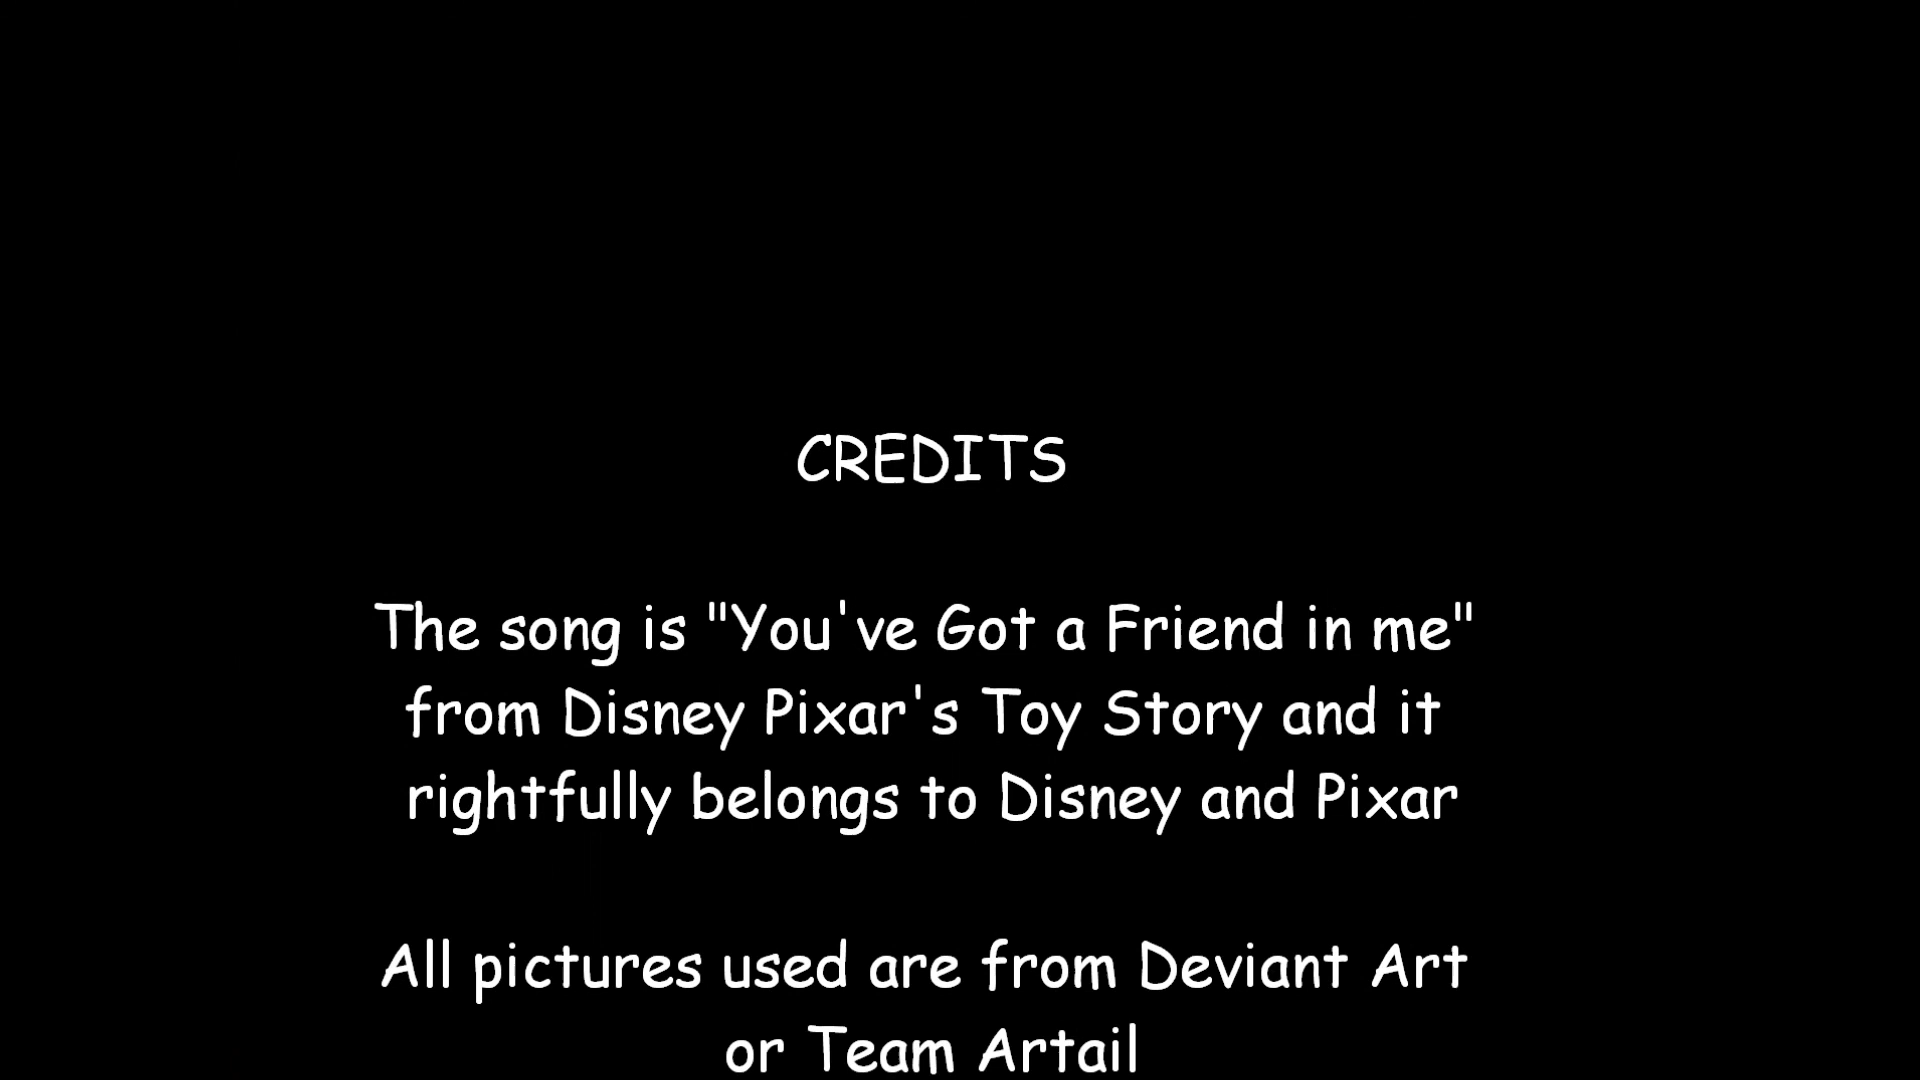 CREDITS
The song is "You've Got a Friend in me"
from Disney Pixar's Toy Story and it
rightfully belongs to Disney and Pixar
All pictures used are from Deviant Art
or Team Artail